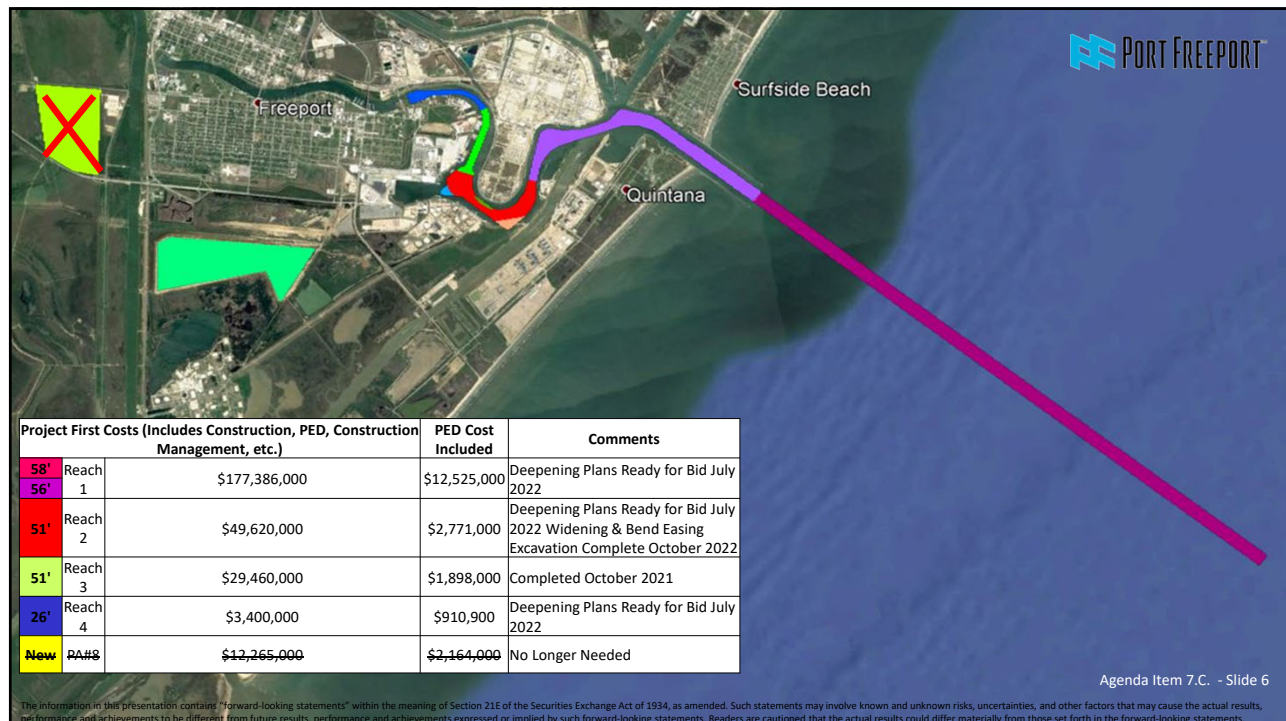 PORT FREEPORT
Surfside Beach
Freeport
Quintana
Project First Costs (Includes Construction, PED, Construction
Management, etc.)
PED Cost
Included
Comments
58'
56'
Reach
1
$177,386,000
$12,525,000
Deepening Plans Ready for Bid July
2022
51'
Reach
2
$49,620,000
$2,771,000
Deepening Plans Ready for Bid July
2022 Widening & Bend Easing
Excavation Complete October 2022
51'
Reach
3
$29,460,000
$1,898,000
Completed October 2021
26'
Reach
4
$3,400,000
$910,900
Deepening Plans Ready for Bid July
2022
New
PA#8
$12,265,000
$2,164,000
No Longer Needed
Agenda Item 7.C. - Slide 6
The information in this presentation contains "forward-looking statements" within the meaning of Section 21E of the Securities Exchange Act of 1934, as amended. Such statements may involve known and unknown risks, uncertainties, and other factors that may cause the actual results,
performance and achievements to be different from future results, performance and achievements expressed or implied by such forward-looking statements. Readers are cautioned that the actual results could differ materially from those set forth in the forward-looking statements